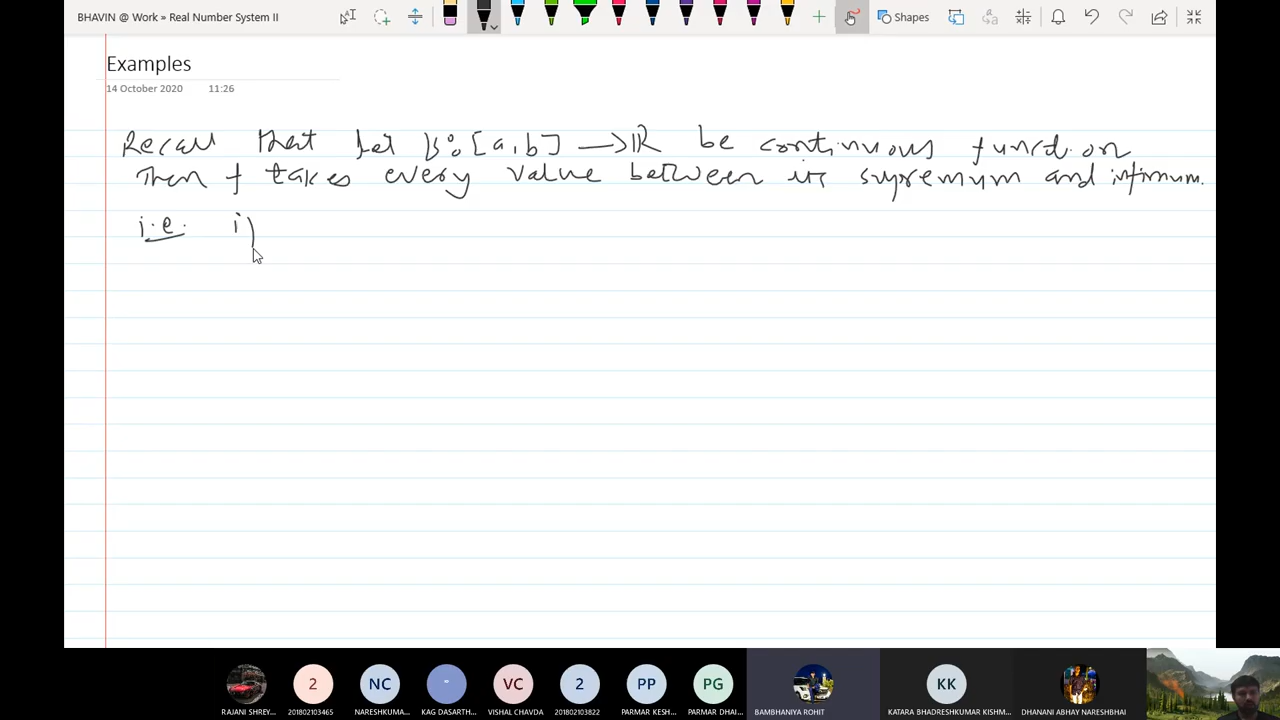 BHAVIN @ Work » Real Number System II
Shapes
Examples
14 October 2020 11:26
Recall that let f: [a,b] → ℝ be continuous function
Then f takes every value between its supremum and infimum.
i.e. if
RAJANI SHREY...
2
201802103465
NC
NARESHKUMA...
-
KAG DASARTH...
VC
VISHAL CHAVDA
2
201802103822
PP
PARMAR KESH...
PG
PARMAR DHAI...
BAMBHANIYA ROHIT
KK
KATARA BHADRESHKUMAR KISHM...
DHANANI ABHAY NARESHBHAI